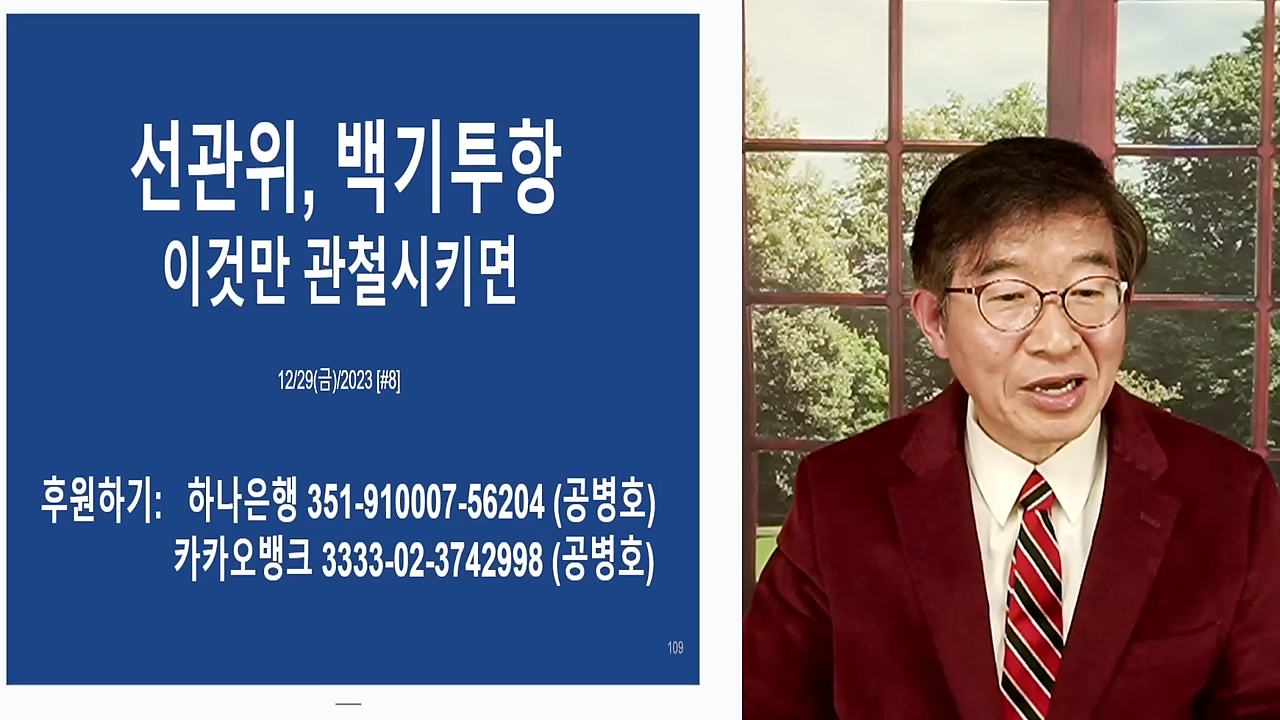 선관위, 백기투항
이것만 관철시키면
12/29(금)/2023 [#8]
후원하기: 하나은행 351-910007-56204 (공병호)
카카오뱅크 3333-02-3742998 (공병호)
109